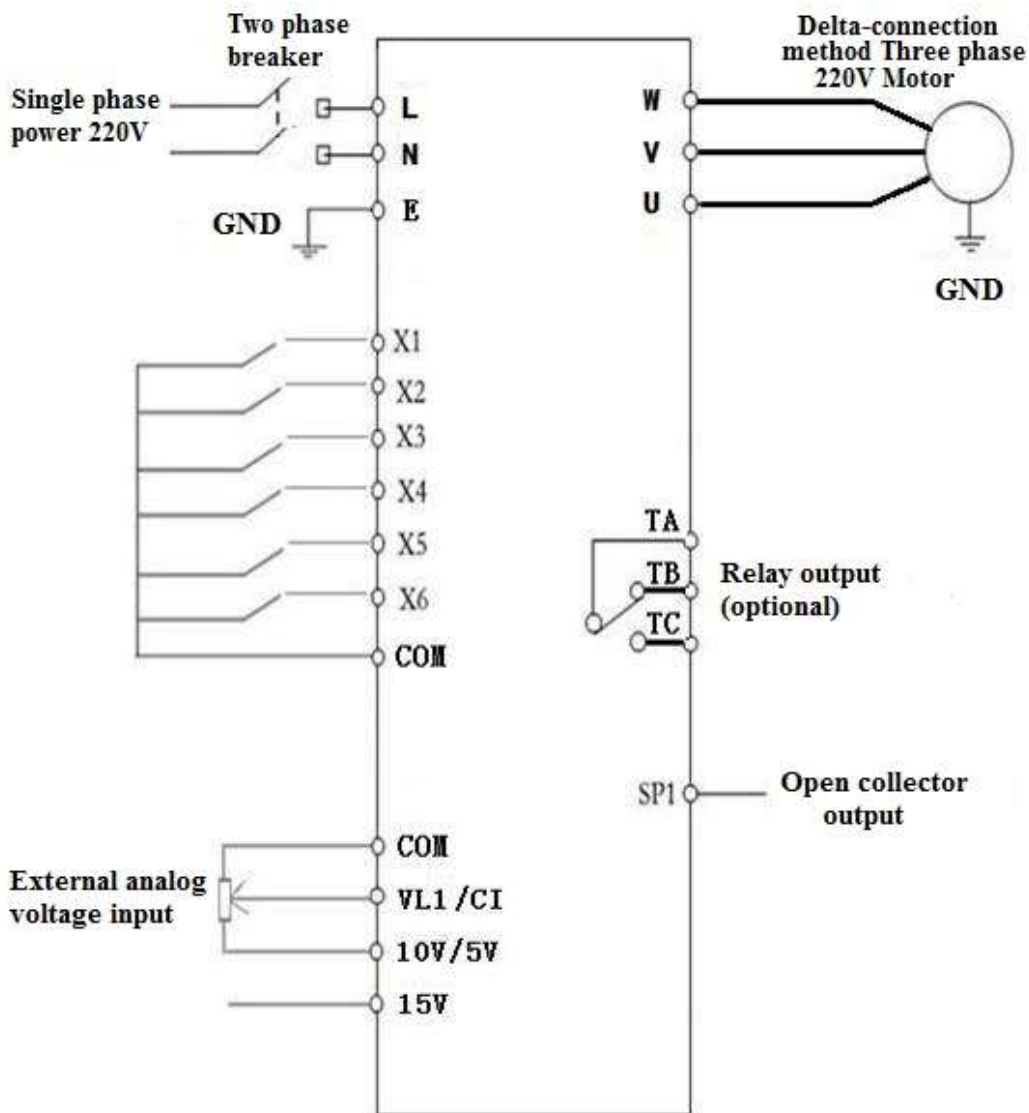 Two phase
breaker
Single phase
power 220V
L
N
E
GND
Delta-connection
method Three phase
220V Motor
W
V
U
GND
X1
X2
X3
X4
X5
X6
COM
TA
TB
TC
Relay output
(optional)
SP1
Open collector
output
External analog
voltage input
COM
VL1 /CI
10V/5V
15V